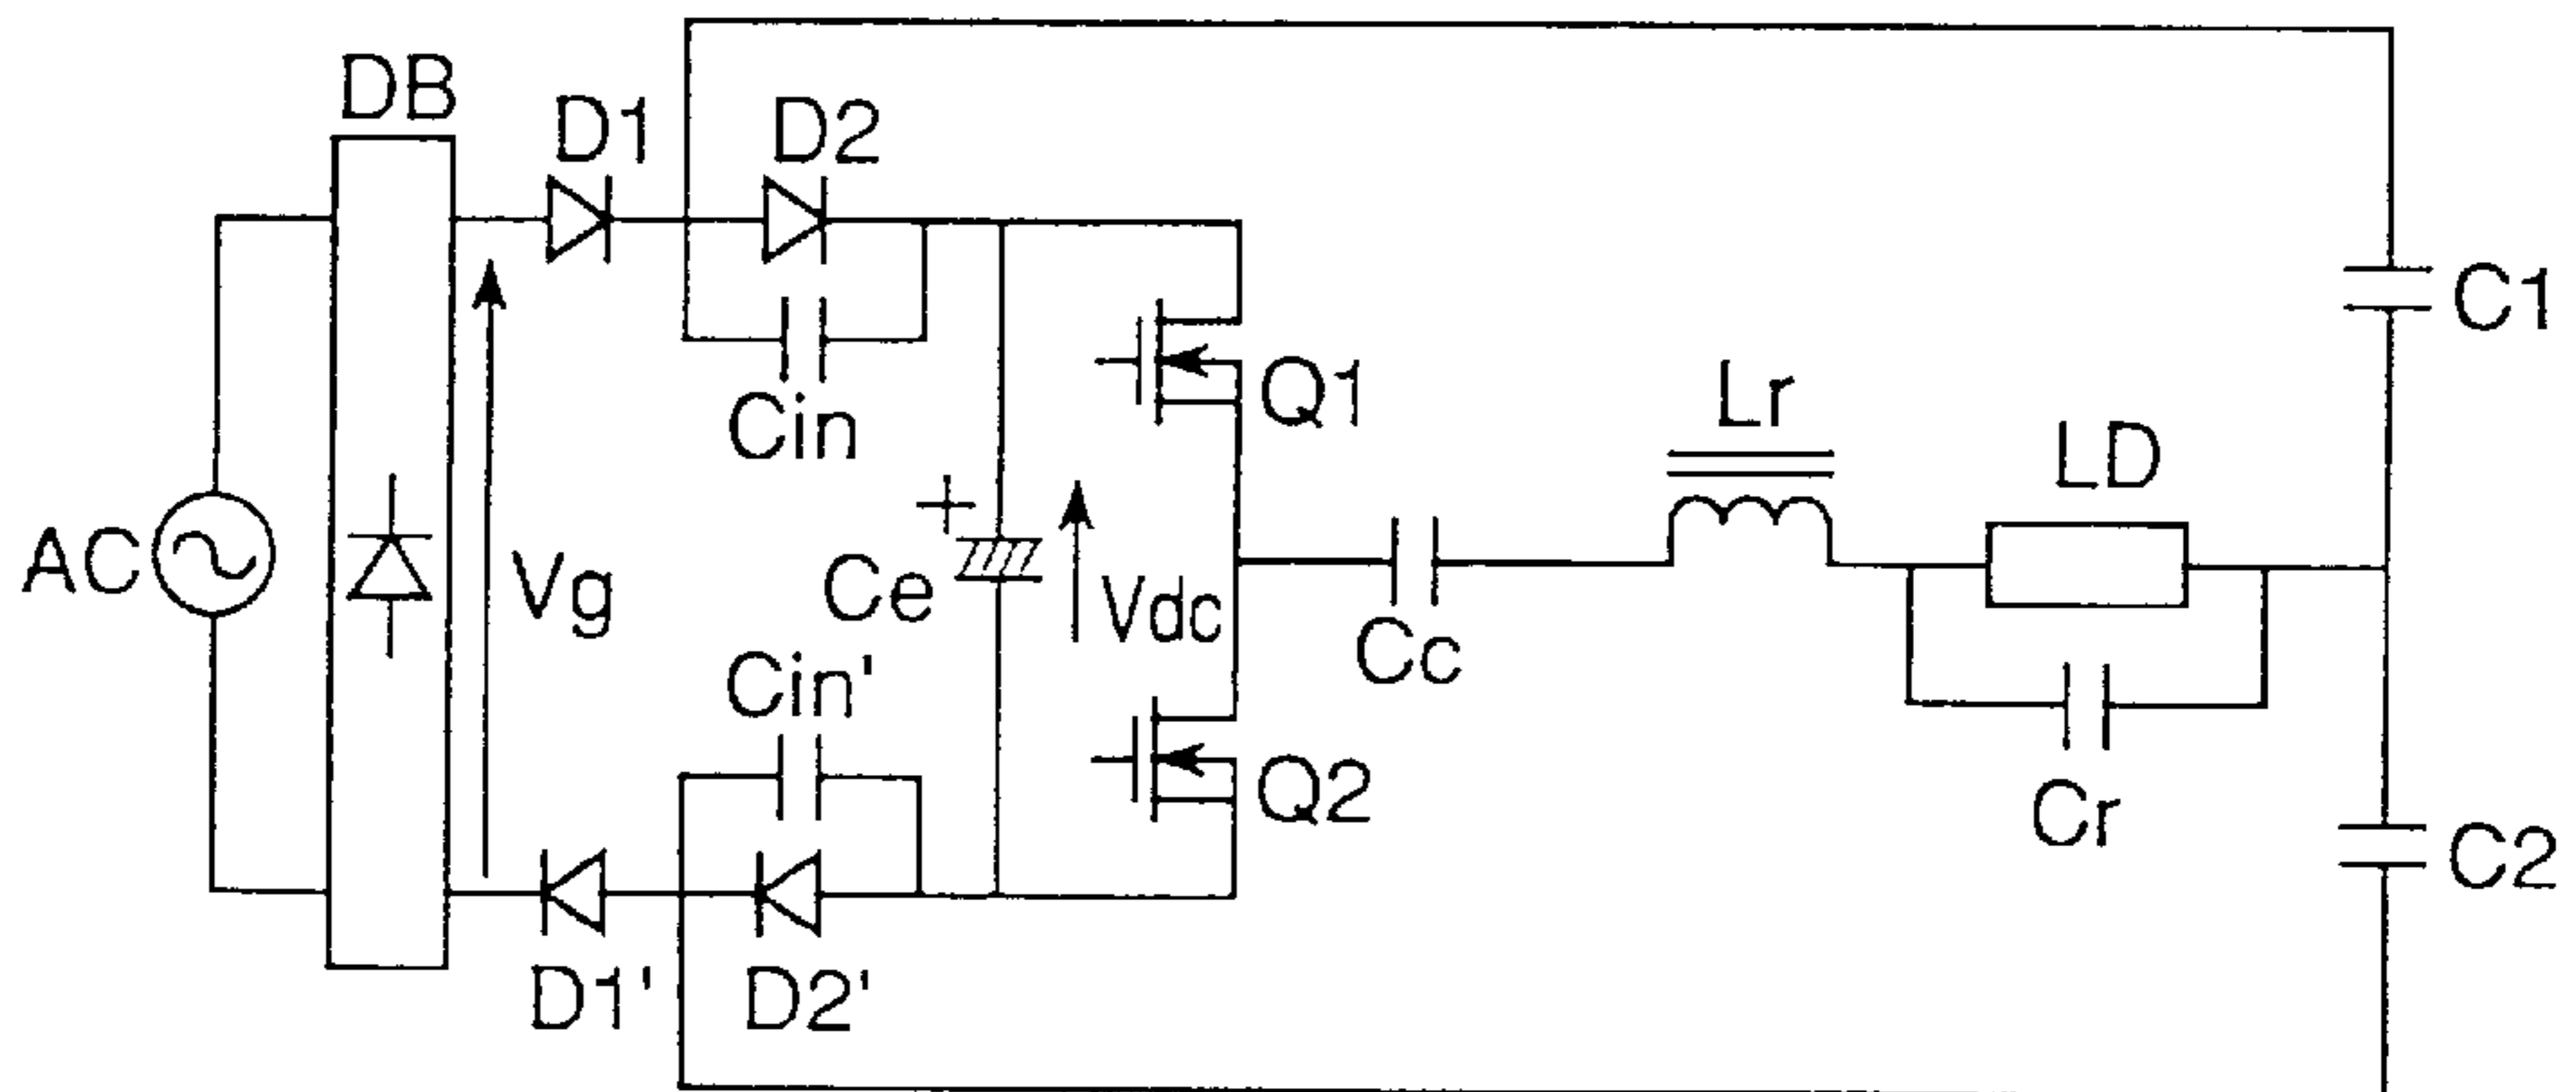 DB
D1
D2
Cin
Q1
C1
Lr
LD
AC
Vg
+
Ce
Vdc
Cc
Cin'
Cr
Q2
C2
D1'
D2'